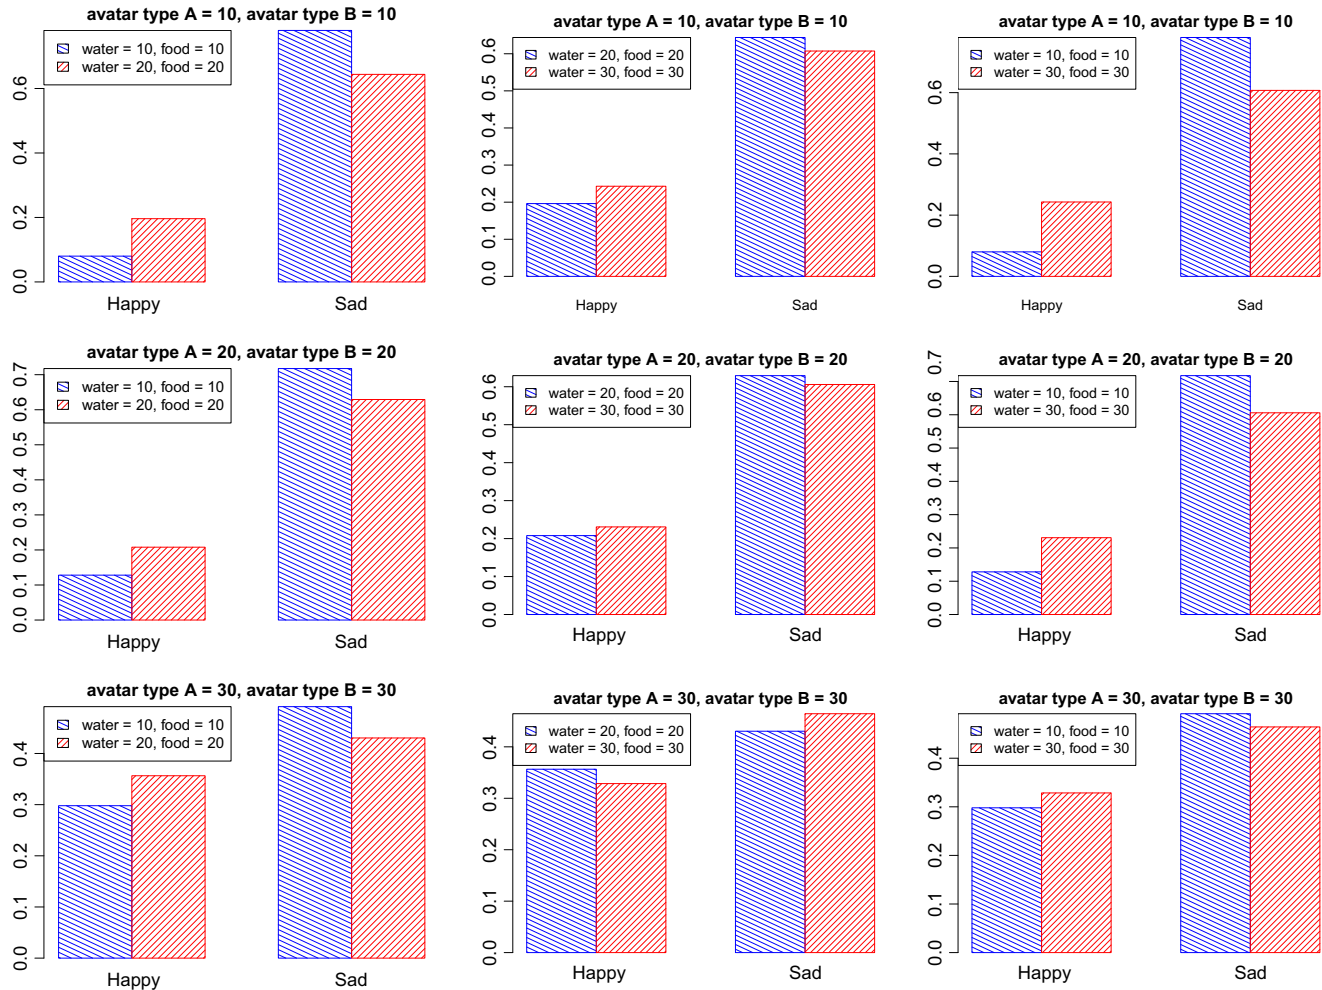 avatar type A = 10, avatar type B = 10
water = 10, food = 10
water = 20, food = 20
0.0 0.2 0.4 0.6
Happy Sad
avatar type A = 10, avatar type B = 10
water = 20, food = 20
water = 30, food = 30
0.0 0.1 0.2 0.3 0.4 0.5 0.6
Happy Sad
avatar type A = 10, avatar type B = 10
water = 10, food = 10
water = 30, food = 30
0.0 0.2 0.4 0.6
Happy Sad
avatar type A = 20, avatar type B = 20
water = 10, food = 10
water = 20, food = 20
0.0 0.1 0.2 0.3 0.4 0.5 0.6 0.7
Happy Sad
avatar type A = 20, avatar type B = 20
water = 20, food = 20
water = 30, food = 30
0.0 0.1 0.2 0.3 0.4 0.5 0.6
Happy Sad
avatar type A = 20, avatar type B = 20
water = 10, food = 10
water = 30, food = 30
0.0 0.1 0.2 0.3 0.4 0.5 0.6 0.7
Happy Sad
avatar type A = 30, avatar type B = 30
water = 10, food = 10
water = 20, food = 20
0.0 0.1 0.2 0.3 0.4
Happy Sad
avatar type A = 30, avatar type B = 30
water = 20, food = 20
water = 30, food = 30
0.0 0.1 0.2 0.3 0.4
Happy Sad
avatar type A = 30, avatar type B = 30
water = 10, food = 10
water = 30, food = 30
0.0 0.1 0.2 0.3 0.4
Happy Sad